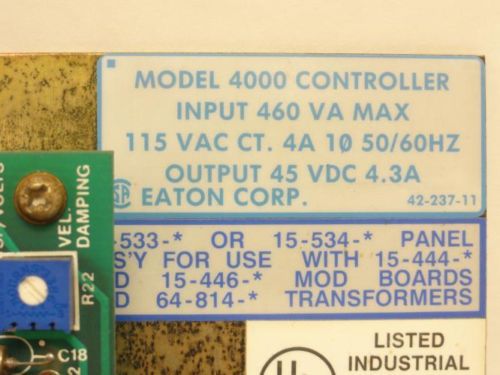 MODEL 4000 CONTROLLER
INPUT 460 VA MAX
115 VAC CT. 4A 1Ø 50/60HZ
OUTPUT 45 VDC 4.3A
EATON CORP.
42-237-11
-533-* OR 15-534-* PANEL
S'Y FOR USE WITH 15-444-*
D 15-446-* MOD BOARDS
D 64-814-* TRANSFORMERS
VEL.
DAMPING
R22
C18
LISTED
INDUSTRIAL